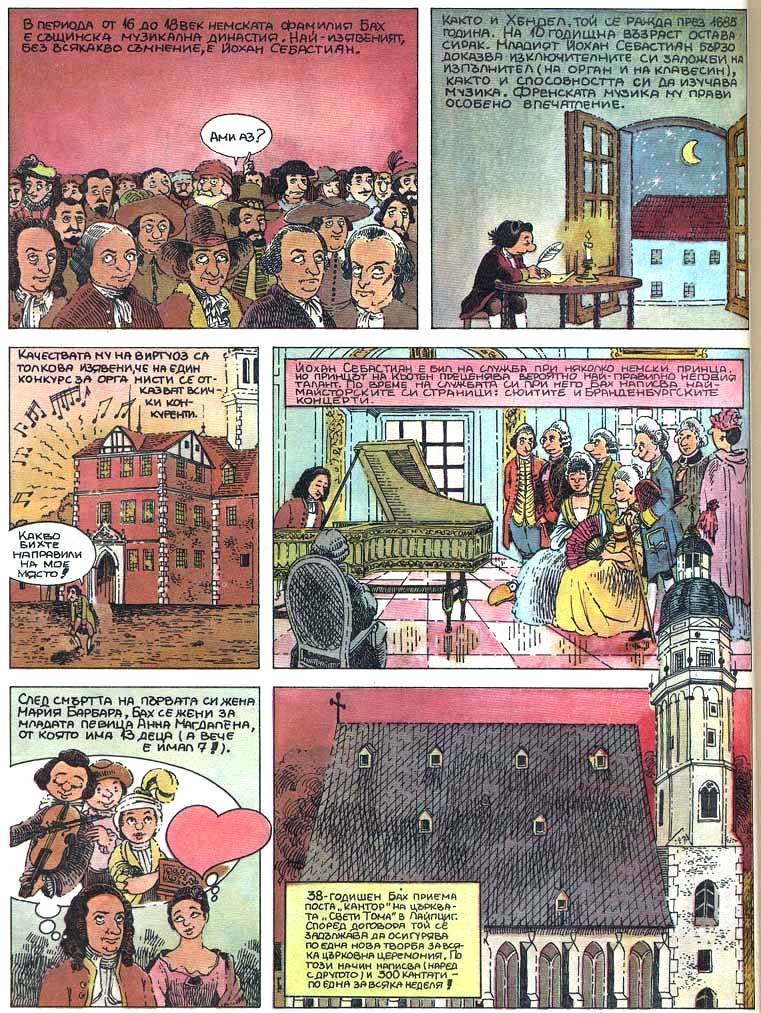 В ПЕРИОДА ОТ 16 ДО 18 ВЕК НЕМСКАТА ФАМИЛИЯ БАХ
Е СЪЩИНСКА МУЗИКАЛНА ДИНАСТИЯ. НАЙ-ИЗЯВЕНИЯТ,
БЕЗ ВСЯКАКВО СЪМНЕНИЕ, Е ЙОХАН СЕБАСТИАН.
АМИ АЗ?
КАКТО И ХЕНДЕЛ, ТОЙ СЕ РАЖДА ПРЕЗ 1685
ГОДИНА. НА 10 ГОДИШНА ВЪЗРАСТ ОСТАВА
СИРАК. МЛАДИЯТ ЙОХАН СЕБАСТИАН БЪРЗО
ДОКАЗВА ИЗКЛЮЧИТЕЛНИТЕ СИ ЗАЛОЖБИ НА
ИЗПЪЛНИТЕЛ (НА ОРГАН И НА КЛАВЕСИН),
КАКТО И СПОСОБНОСТТА СИ ДА ИЗУЧАВА
МУЗИКА. ФРЕНСКАТА МУЗИКА МУ ПРАВИ
ОСОБЕНО ВПЕЧАТЛЕНИЕ.
КАЧЕСТВАТА МУ НА ВИРТУОЗ СА
ТОЛКОВА ИЗЯВЕНИ, ЧЕ НА ЕДИН
КОНКУРС ЗА ОРГА НИСТИ СЕ ОТ-
КАЗВАТ ВСИЧ-
КИ КОН-
КУРЕНТИ.
КАКВО
БИХТЕ
НАПРАВИЛИ
НА МОЕ
МЯСТО!
ЙОХАН СЕБАСТИАН Е БИЛ НА СЛУЖБА ПРИ НЯКОЛКО НЕМСКИ ПРИНЦА,
НО ПРИНЦЪТ НА КЬОТЕН ПРЕЦЕНЯВА ВЕРОЯТНО НАЙ-ПРАВИЛНО НЕГОВИЯ
ТАЛАНТ. ПО ВРЕМЕ НА СЛУЖБАТА СИ ПРИ НЕГО БАХ НАПИСВА НАЙ-
МАЙСТОРСКИТЕ СИ СТРАНИЦИ: СЮИТИТЕ И БРАНДЕНБУРГСКИТЕ
КОНЦЕРТИ.
СЛЕД СМЪРТТА НА ПЪРВАТА СИ ЖЕНА
МАРИЯ БАРБАРА, БАХ СЕ ЖЕНИ ЗА
МЛАДАТА ПЕВИЦА АННА МАГДАЛЕНА,
ОТ КОЯТО ИМА 13 ДЕЦА (А ВЕЧЕ
Е ИМАЛ 7!).
38-ГОДИШЕН БАХ ПРИЕМА
ПОСТА „КАНТОР" НА ЦЪРКВА-
ТА „СВЕТИ ТОМА" В ЛАЙПЦИГ.
СПОРЕД ДОГОВОРА ТОЙ СЕ
ЗАДЪЛЖАВА ДА ОСИГУРЯВА
ПО ЕДНА НОВА ТВОРБА ЗА ВСЯ-
КА ЦЪРКОВНА ЦЕРЕМОНИЯ. ПО
ТОЗИ НАЧИН НАПИСВА (НАРЕД
С ДРУГОТО) И 300 КАНТАТИ –
ПО ЕДНА ЗА ВСЯКА НЕДЕЛЯ!